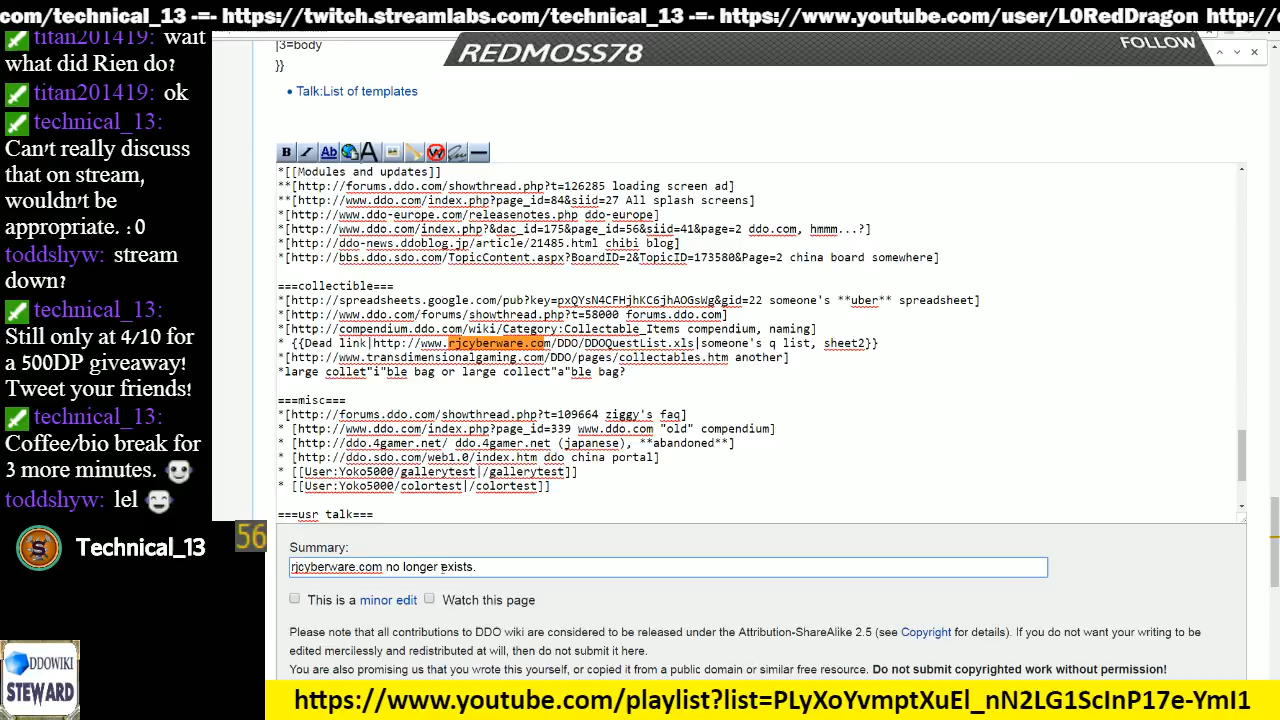 com/technical_13 -=- https://twitch.streamlabs.com/technical_13 -=- https://www.youtube.com/user/L0RedDragon http://
titan201419: wait
what did Rien do?
titan201419: ok
technical_13:
Can't really discuss
that on stream,
wouldn't be
appropriate. :0
toddshyw: stream
down?
technical_13:
Still only at 4/10 for
a 500DP giveaway!
Tweet your friends!
technical_13:
Coffee/bio break for
3 more minutes.
toddshyw: lel
Technical_13
56
DDOWIKI
STEWARD
REDMOSS78
FOLLOW
|3=body
}}
• Talk:List of templates
B I Ab A W
*[[Modules and updates]]
**[http://forums.ddo.com/showthread.php?t=126285 loading screen ad]
**[http://www.ddo.com/index.php?page_id=84&siid=27 All splash screens]
*[http://www.ddo-europe.com/releasenotes.php ddo-europe]
*[http://www.ddo.com/index.php?&dac_id=175&page_id=56&siid=41&page=2 ddo.com, hmmm...?]
*[http://ddo-news.ddoblog.jp/article/21485.html chibi blog]
*[http://bbs.ddo.sdo.com/TopicContent.aspx?BoardID=2&TopicID=173580&Page=2 china board somewhere]
===collectible===
*[http://spreadsheets.google.com/pub?key=pxQYsN4CFHjhKC6jhAOGsWg&gid=22 someone's **uber** spreadsheet]
*[http://www.ddo.com/forums/showthread.php?t=58000 forums.ddo.com]
*[http://compendium.ddo.com/wiki/Category:Collectable_Items compendium, naming]
* {{Dead link|http://www.rjcyberware.com/DDO/DDOQuestList.xls|someone's q list, sheet2}}
*[http://www.transdimensionalgaming.com/DDO/pages/collectables.htm another]
*large collet"i"ble bag or large collect"a"ble bag?
===misc===
*[http://forums.ddo.com/showthread.php?t=109664 ziggy's faq]
*[http://www.ddo.com/index.php?page_id=339 www.ddo.com "old" compendium]
* [http://ddo.4gamer.net/ ddo.4gamer.net (japanese), **abandoned**]
* [http://ddo.sdo.com/web1.0/index.htm ddo china portal]
* [[User:Yoko5000/gallerytest|/gallerytest]]
* [[User:Yoko5000/colortest|/colortest]]
===usr talk===
Summary:
rjcyberware.com no longer exists.
This is a minor edit Watch this page
Please note that all contributions to DDO wiki are considered to be released under the Attribution-ShareAlike 2.5 (see Copyright for details). If you do not want your writing to be
edited mercilessly and redistributed at will, then do not submit it here.
You are also promising us that you wrote this yourself, or copied it from a public domain or similar free resource. Do not submit copyrighted work without permission!
https://www.youtube.com/playlist?list=PLyXoYvmptXuEl_nN2LG1ScInP17e-YmI1